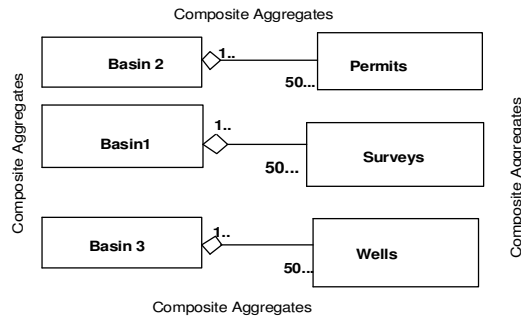 Composite Aggregates
Basin 2
1..
50...
Permits
Basin1
1..
50...
Surveys
Basin 3
1..
50...
Wells
Composite Aggregates
Composite Aggregates
Composite Aggregates